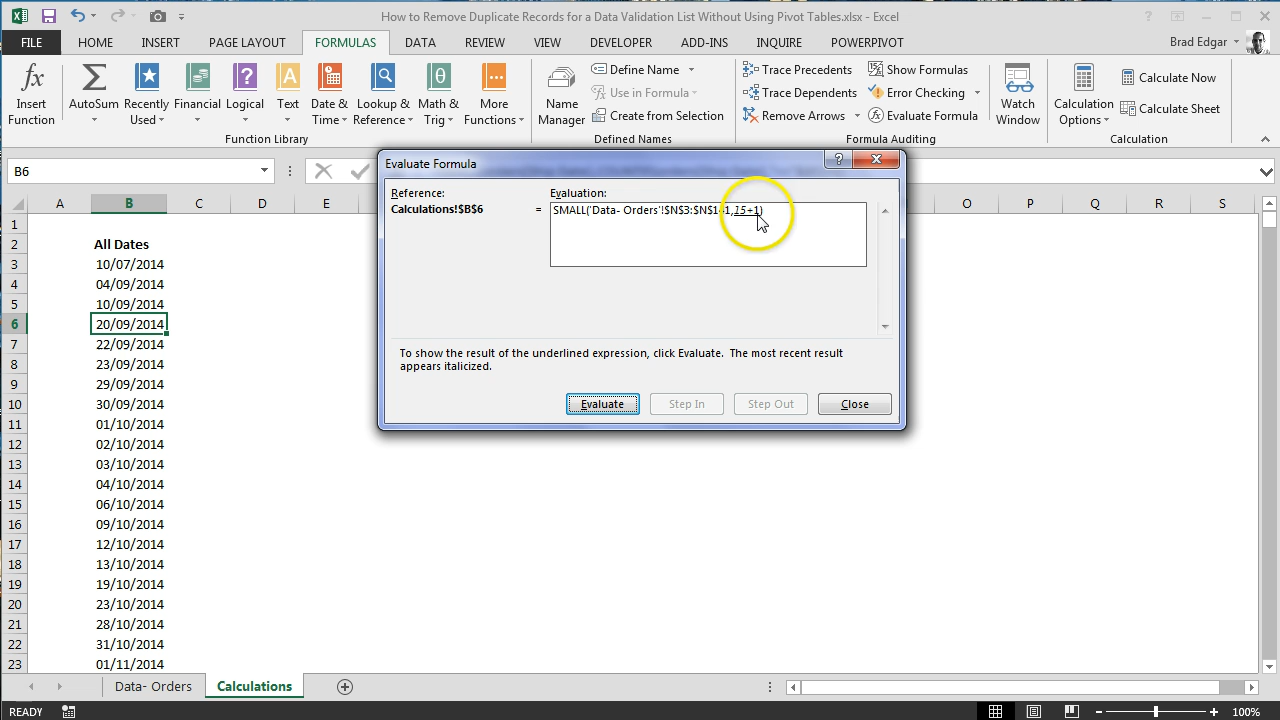 How to Remove Duplicate Records for a Data Validation List Without Using Pivot Tables.xlsx - Excel
FILE HOME INSERT PAGE LAYOUT FORMULAS DATA REVIEW VIEW DEVELOPER ADD-INS INQUIRE POWERPIVOT Brad Edgar
Insert Function
AutoSum
Recently Used
Financial
Logical
Text
Date & Time
Lookup & Reference
Math & Trig
More Functions
Function Library
Name Manager
Define Name
Use in Formula
Create from Selection
Defined Names
Trace Precedents
Trace Dependents
Remove Arrows
Show Formulas
Error Checking
Evaluate Formula
Formula Auditing
Watch Window
Calculation Options
Calculate Now
Calculate Sheet
Calculation
B6
Evaluate Formula
Reference: Evaluation:
Calculations!$B$6 = SMALL('Data- Orders'!$N$3:$N$141,15+1)
To show the result of the underlined expression, click Evaluate. The most recent result
appears italicized.
Evaluate Step In Step Out Close
A B C D E O P Q R S
1
2 All Dates
3 10/07/2014
4 04/09/2014
5 10/09/2014
6 20/09/2014
7 22/09/2014
8 23/09/2014
9 29/09/2014
10 30/09/2014
11 01/10/2014
12 02/10/2014
13 03/10/2014
14 04/10/2014
15 06/10/2014
16 09/10/2014
17 12/10/2014
18 13/10/2014
19 19/10/2014
20 23/10/2014
21 28/10/2014
22 31/10/2014
23 01/11/2014
Data- Orders Calculations
READY 100%